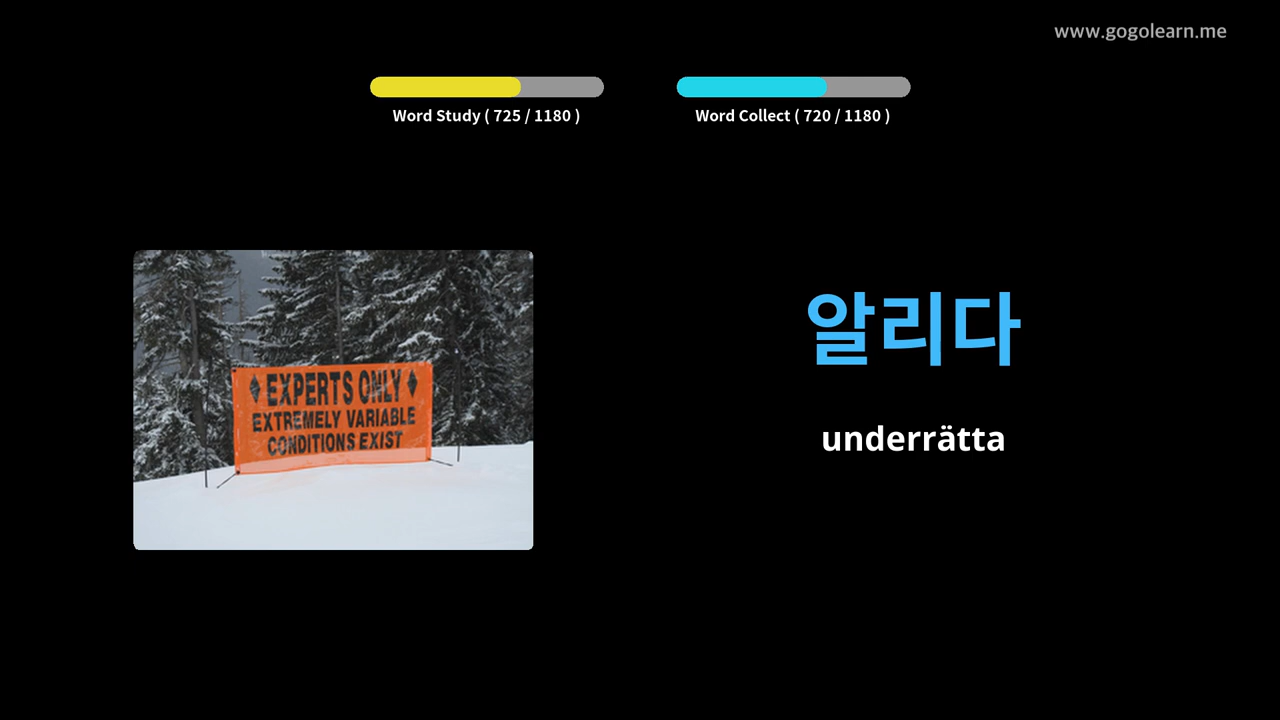 www.gogolearn.me
Word Study ( 725 / 1180 )
Word Collect ( 720 / 1180 )
EXPERTS ONLY
EXTREMELY VARIABLE
CONDITIONS EXIST
알리다
underrätta